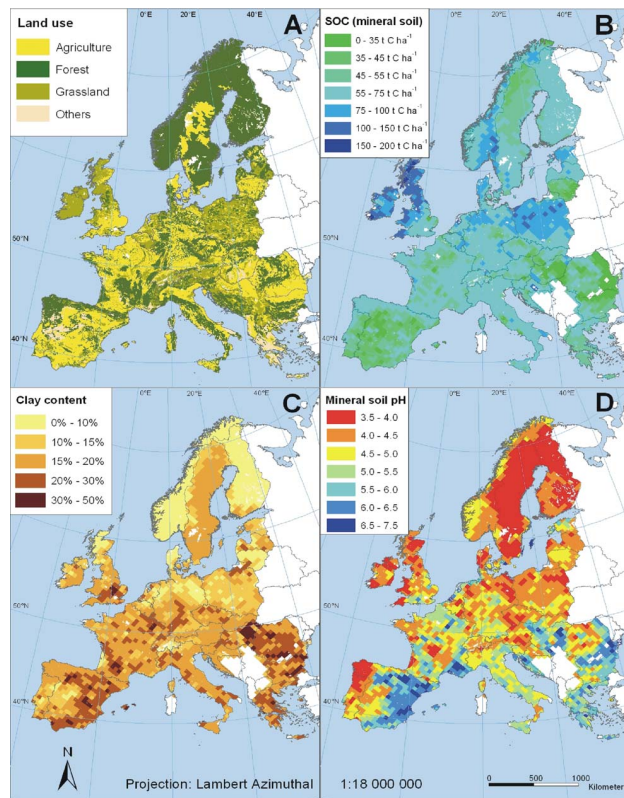 0°E 20°E 40°E
A
Land use
Agriculture
Forest
Grassland
Others
50°N
40°N
0°E 20°E 40°E
B
SOC (mineral soil)
0 - 35 t C ha⁻¹
35 - 45 t C ha⁻¹
45 - 55 t C ha⁻¹
55 - 75 t C ha⁻¹
75 - 100 t C ha⁻¹
100 - 150 t C ha⁻¹
150 - 200 t C ha⁻¹
50°N
40°N
0°E 20°E 40°E
C
Clay content
0% - 10%
10% - 15%
15% - 20%
20% - 30%
30% - 50%
50°N
40°N
N
Projection: Lambert Azimuthal
0°E 20°E 40°E
D
Mineral soil pH
3.5 - 4.0
4.0 - 4.5
4.5 - 5.0
5.0 - 5.5
5.5 - 6.0
6.0 - 6.5
6.5 - 7.5
50°N
40°N
1:18 000 000
0 500 1000
Kilometer